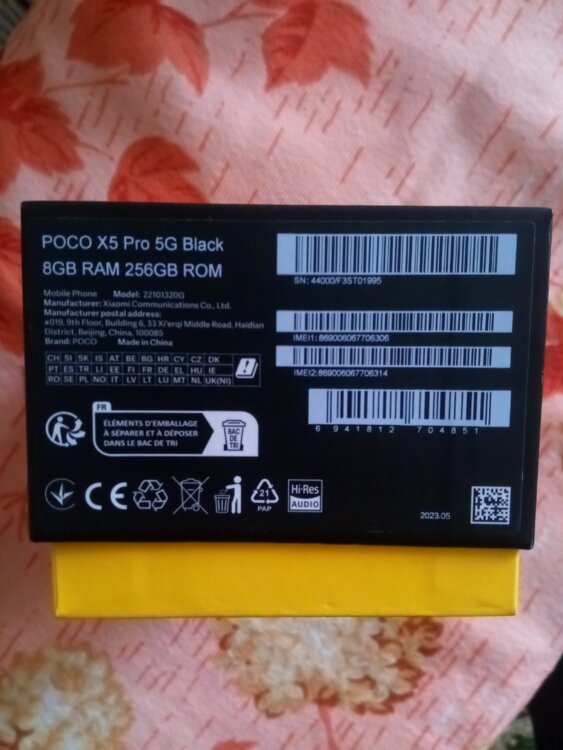 POCO X5 Pro 5G Black
8GB RAM 256GB ROM
Mobile Phone Model: 22101320G
Manufacturer: Xiaomi Communications Co., Ltd.
Manufacturer's postal address:
#019, 9th Floor, Building 6, 33 Xi'erqi Middle Road, Haidian
District, Beijing, China, 100085
Brand: POCO Made in China
CH SI SK IS AT BE BG HR CY CZ DK
PT ES TR LI EE FI FR DE EL HU IE
RO SE PL NO IT LV LT LU MT NL UK(NI)
SN: 44000/F3ST01995
IMEI1: 869006067706306
IMEI2: 869006067706314
6 941812 704851
FR
ÉLÉMENTS D'EMBALLAGE
À SÉPARER ET À DÉPOSER
DANS LE BAC DE TRI
BAC
DE
TRI
CE
21
PAP
Hi-Res
AUDIO
2023.05